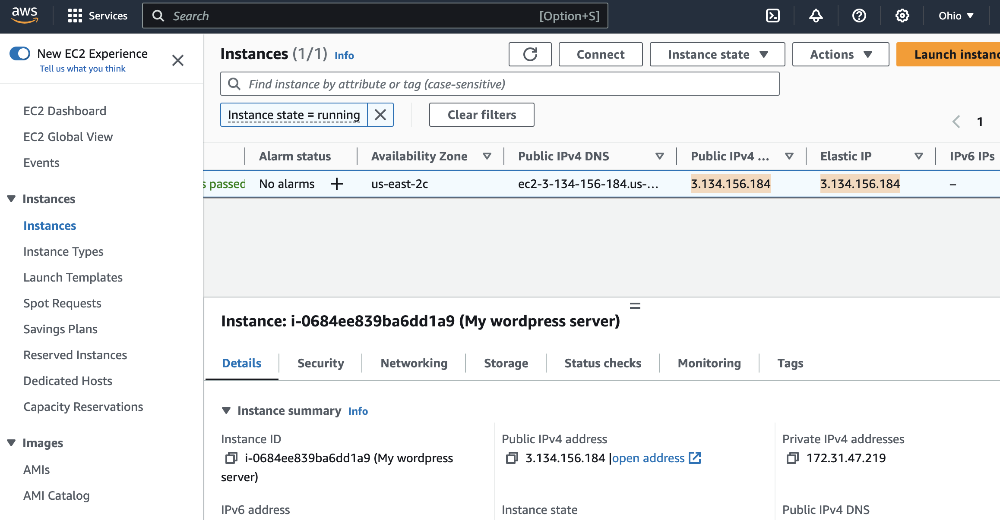 aws
Services
Search
[Option+S]
Ohio
New EC2 Experience
Tell us what you think
EC2 Dashboard
EC2 Global View
Events
Instances
Instances
Instance Types
Launch Templates
Spot Requests
Savings Plans
Reserved Instances
Dedicated Hosts
Capacity Reservations
Images
AMIs
AMI Catalog
Instances (1/1) Info
Connect
Instance state
Actions
Launch instanc
Find instance by attribute or tag (case-sensitive)
Instance state = running
Clear filters
1
Alarm status
Availability Zone
Public IPv4 DNS
Public IPv4 ...
Elastic IP
IPv6 IPs
s passed
No alarms
us-east-2c
ec2-3-134-156-184.us-...
3.134.156.184
3.134.156.184
–
Instance: i-0684ee839ba6dd1a9 (My wordpress server)
Details
Security
Networking
Storage
Status checks
Monitoring
Tags
Instance summary Info
Instance ID
i-0684ee839ba6dd1a9 (My wordpress
server)
Public IPv4 address
3.134.156.184 |open address
Private IPv4 addresses
172.31.47.219
IPv6 address
Instance state
Public IPv4 DNS